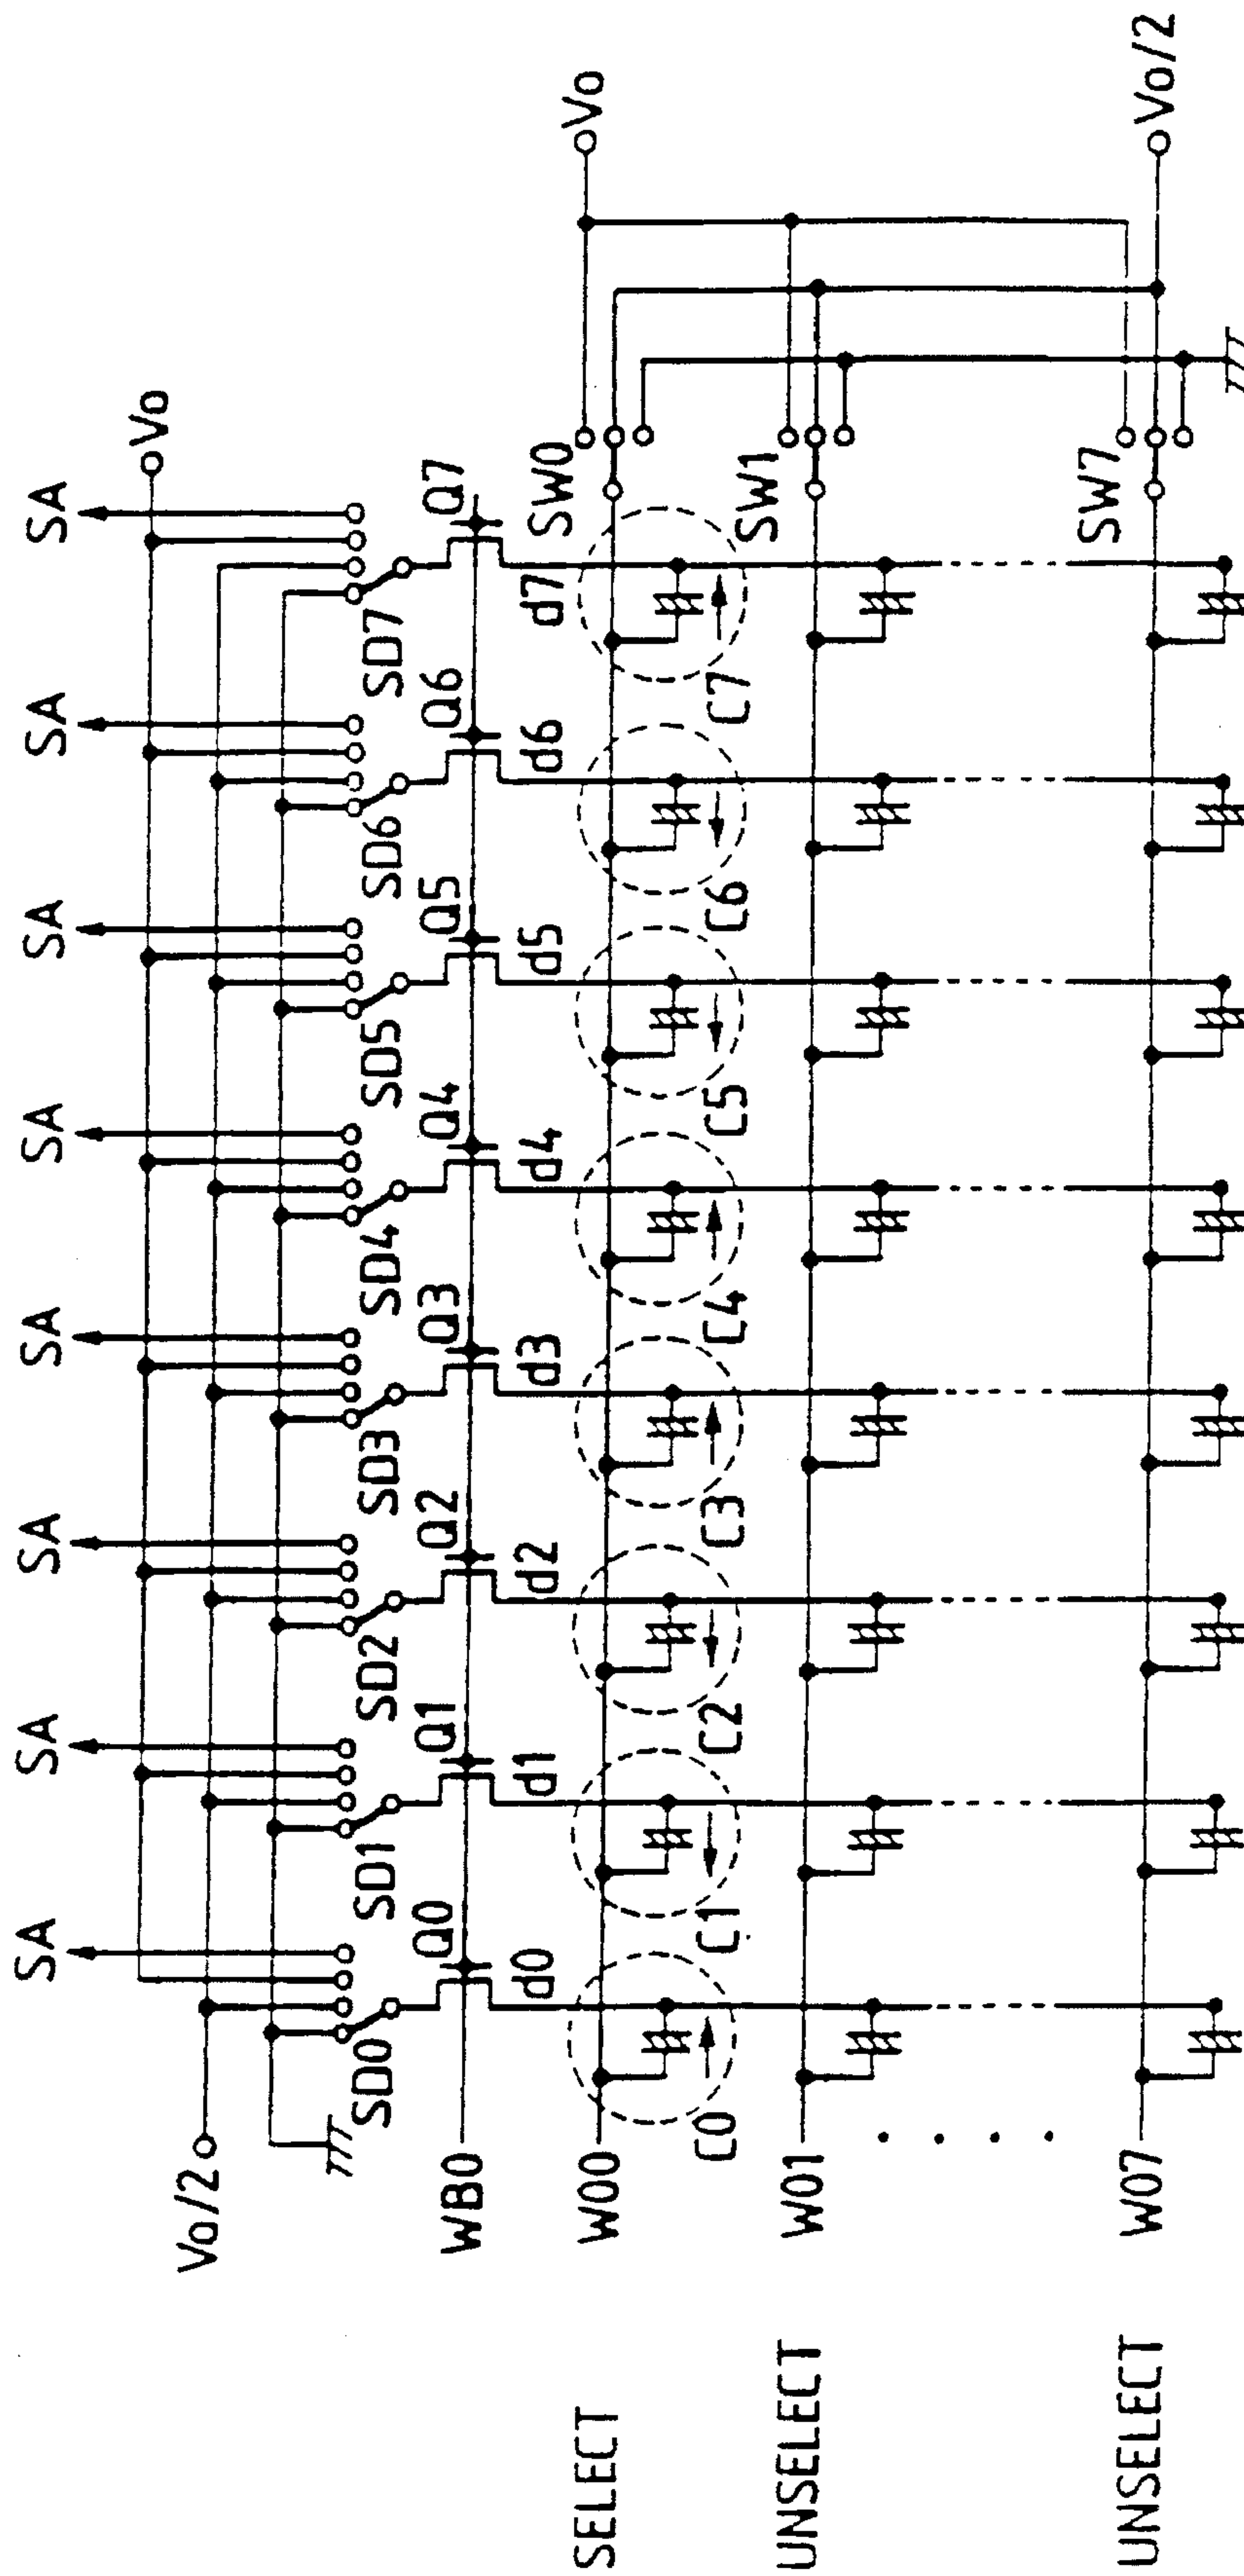 SA SA SA SA SA SA SA SA
Vo
Vo/2
SD0 SD1 SD2 SD3 SD4 SD5 SD6 SD7
Q0 Q1 Q2 Q3 Q4 Q5 Q6 Q7
WB0
d0 d1 d2 d3 d4 d5 d6 d7
SELECT W00 SW0 Vo
C0 C1 C2 C3 C4 C5 C6 C7
UNSELECT W01 SW1
UNSELECT W07 SW7 Vo/2